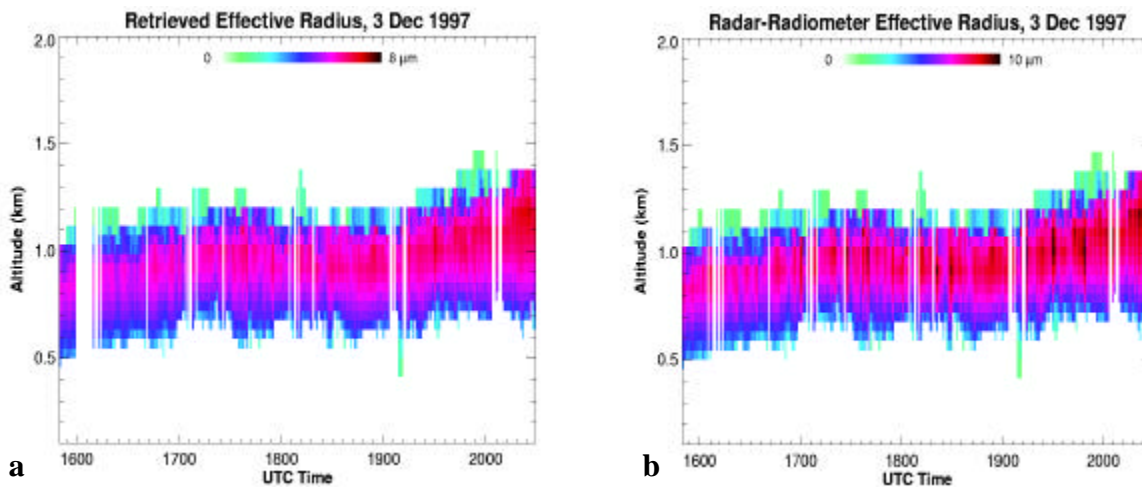 Retrieved Effective Radius, 3 Dec 1997
2.0
0
8 µm
1.5
1.0
0.5
Altitude (km)
1600
1700
1800
1900
2000
UTC Time
a
Radar-Radiometer Effective Radius, 3 Dec 1997
2.0
0
10 µm
1.5
1.0
0.5
Altitude (km)
1600
1700
1800
1900
2000
UTC Time
b